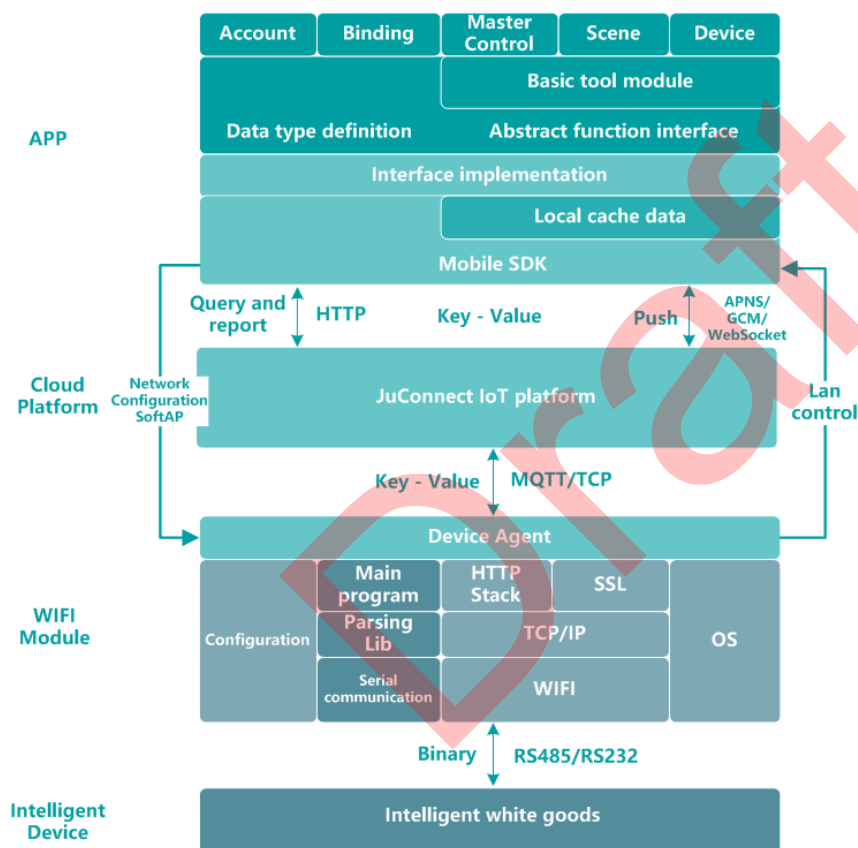 Account
Binding
Master
Control
Scene
Device
Basic tool module
APP
Data type definition
Abstract function interface
Interface implementation
Local cache data
Mobile SDK
Query and
report
HTTP
Key - Value
Push
APNS/
GCM/
WebSocket
Cloud
Platform
Network
Configuration
SoftAP
JuConnect IoT platform
Lan
control
Key - Value
MQTT/TCP
Device Agent
WIFI
Module
Configuration
Main
program
HTTP
Stack
SSL
Parsing
Lib
TCP/IP
OS
Serial
communication
WIFI
Binary
RS485/RS232
Intelligent
Device
Intelligent white goods
Draft